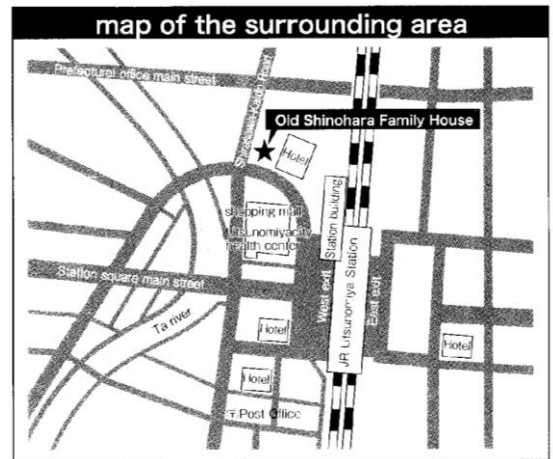 map of the surrounding area
Prefectural office main street
Old Shinohara Family House
Hotel
Station building
shopping mall
Utsunomiyacity
health center
West exit
JR Utsunomiya Station
East exit
Station square main street
Ta river
Hotel
Hotel
Hotel
〒Post Office